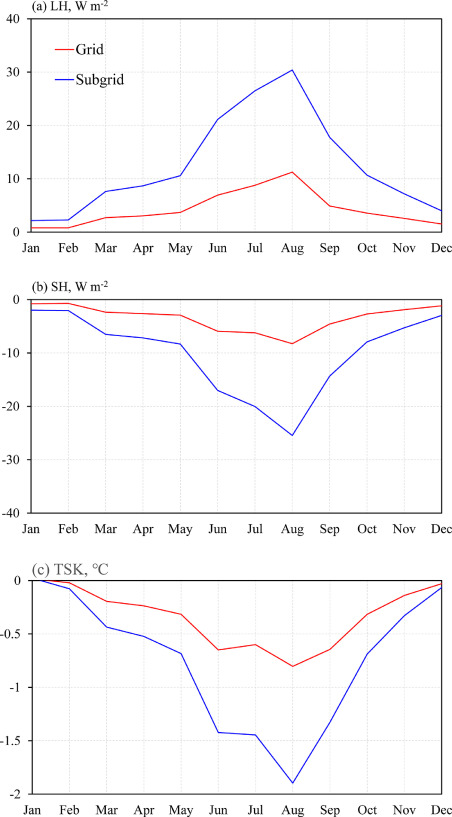 (a) LH, W m-2
40
Grid
Subgrid
30
20
10
0
Jan Feb Mar Apr May Jun Jul Aug Sep Oct Nov Dec
(b) SH, W m-2
0
-10
-20
-30
-40
Jan Feb Mar Apr May Jun Jul Aug Sep Oct Nov Dec
(c) TSK, ℃
0
-0.5
-1
-1.5
-2
Jan Feb Mar Apr May Jun Jul Aug Sep Oct Nov Dec